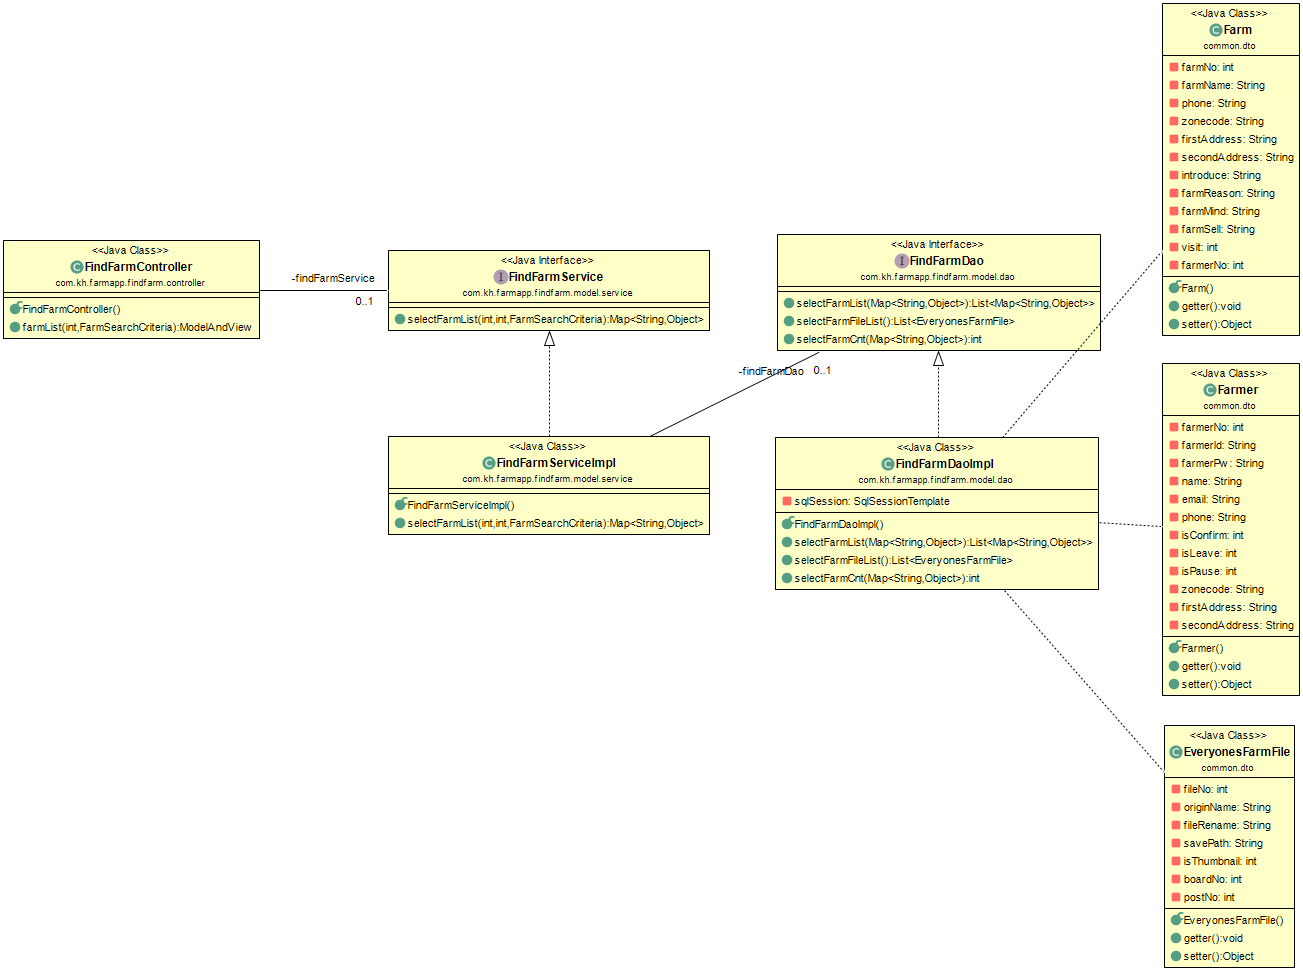 <<Java Class>>
FindFarmController
com.kh.farmapp.findfarm.controller
FindFarmController()
farmList(int,FarmSearchCriteria):ModelAndView
-findFarmService
0..1
<<Java Interface>>
FindFarmService
com.kh.farmapp.findfarm.model.service
selectFarmList(int,int,FarmSearchCriteria):Map<String,Object>
<<Java Class>>
FindFarmServiceImpl
com.kh.farmapp.findfarm.model.service
FindFarmServiceImpl()
selectFarmList(int,int,FarmSearchCriteria):Map<String,Object>
-findFarmDao
0..1
<<Java Interface>>
FindFarmDao
com.kh.farmapp.findfarm.model.dao
selectFarmList(Map<String,Object>):List<Map<String,Object>>
selectFarmFileList():List<EveryonesFarmFile>
selectFarmCnt(Map<String,Object>):int
<<Java Class>>
FindFarmDaoImpl
com.kh.farmapp.findfarm.model.dao
sqlSession: SqlSessionTemplate
FindFarmDaoImpl()
selectFarmList(Map<String,Object>):List<Map<String,Object>>
selectFarmFileList():List<EveryonesFarmFile>
selectFarmCnt(Map<String,Object>):int
<<Java Class>>
Farm
common.dto
farmNo: int
farmName: String
phone: String
zonecode: String
firstAddress: String
secondAddress: String
introduce: String
farmReason: String
farmMind: String
farmSell: String
visit: int
farmerNo: int
Farm()
getter():void
setter():Object
<<Java Class>>
Farmer
common.dto
farmerNo: int
farmerId: String
farmerPw: String
name: String
email: String
phone: String
isConfirm: int
isLeave: int
isPause: int
zonecode: String
firstAddress: String
secondAddress: String
Farmer()
getter():void
setter():Object
<<Java Class>>
EveryonesFarmFile
common.dto
fileNo: int
originName: String
fileRename: String
savePath: String
isThumbnail: int
boardNo: int
postNo: int
EveryonesFarmFile()
getter():void
setter():Object